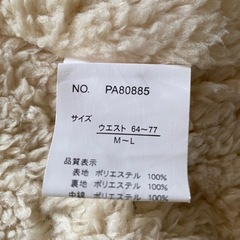 NO. PA80885
サイズ
ウエスト 64~77
M~L
品質表示
表地 ポリエステル 100%
裏地 ポリエステル 100%
中綿 ポリエステル 100%